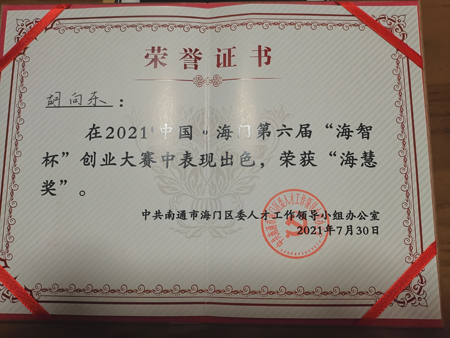 荣誉证书
胡向东：
在2021“中国·海门第六届“海智
杯”创业大赛中表现出色，荣获“海慧
奖”。
中共南通市海门区委人才工作领导小组办公室
2021年7月30日